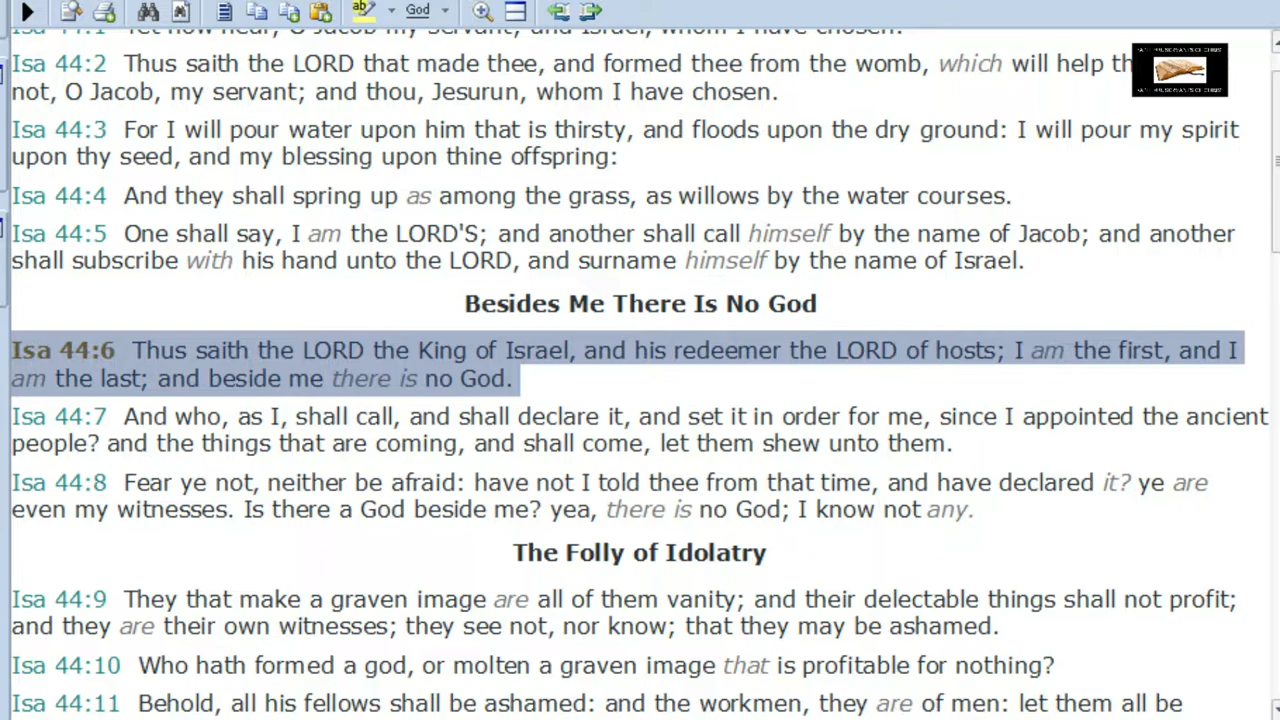 ab
God
Isa 44:1 Yet now hear, O Jacob my servant; and Israel, whom I have chosen:
Isa 44:2 Thus saith the LORD that made thee, and formed thee from the womb, which will help th
not, O Jacob, my servant; and thou, Jesurun, whom I have chosen.
Isa 44:3 For I will pour water upon him that is thirsty, and floods upon the dry ground: I will pour my spirit
upon thy seed, and my blessing upon thine offspring:
Isa 44:4 And they shall spring up as among the grass, as willows by the water courses.
Isa 44:5 One shall say, I am the LORD'S; and another shall call himself by the name of Jacob; and another
shall subscribe with his hand unto the LORD, and surname himself by the name of Israel.
Besides Me There Is No God
Isa 44:6 Thus saith the LORD the King of Israel, and his redeemer the LORD of hosts; I am the first, and I
am the last; and beside me there is no God.
Isa 44:7 And who, as I, shall call, and shall declare it, and set it in order for me, since I appointed the ancient
people? and the things that are coming, and shall come, let them shew unto them.
Isa 44:8 Fear ye not, neither be afraid: have not I told thee from that time, and have declared it? ye are
even my witnesses. Is there a God beside me? yea, there is no God; I know not any.
The Folly of Idolatry
Isa 44:9 They that make a graven image are all of them vanity; and their delectable things shall not profit;
and they are their own witnesses; they see not, nor know; that they may be ashamed.
Isa 44:10 Who hath formed a god, or molten a graven image that is profitable for nothing?
Isa 44:11 Behold, all his fellows shall be ashamed: and the workmen, they are of men: let them all be